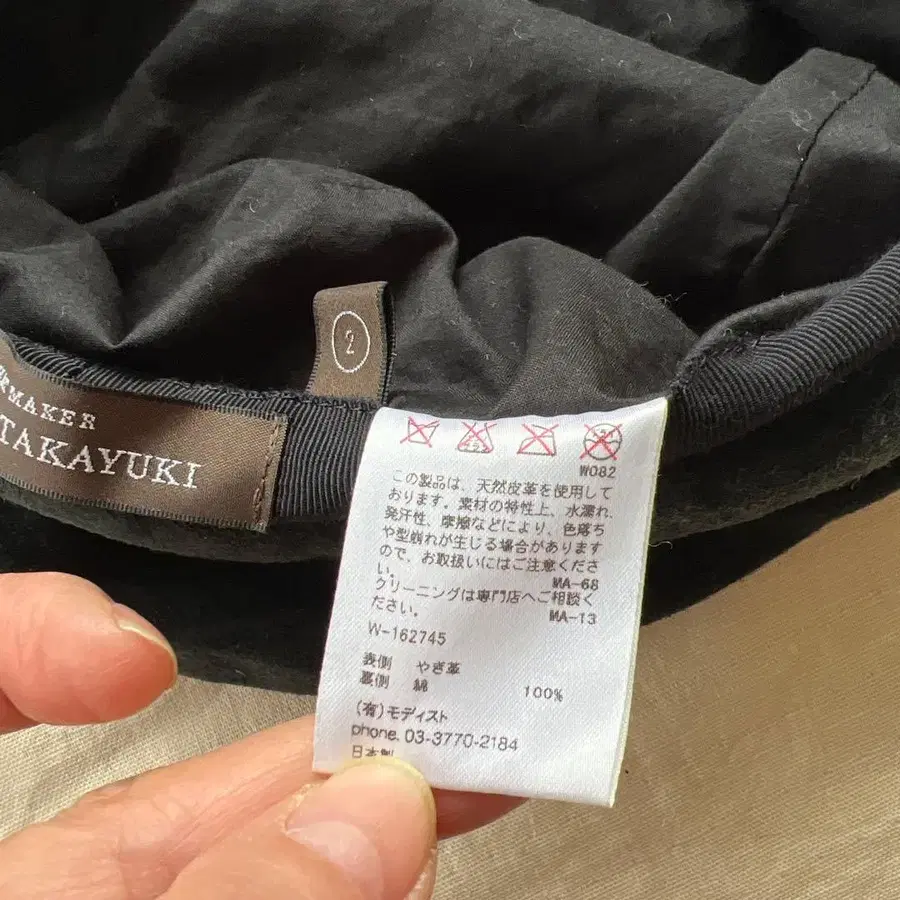 MAKER
TAKAYUKI
2
W082
この製品は、天然皮革を使用して
おります。素材の特性上、水濡れ、
発汗性、摩擦などにより、色落ち
や型崩れが生じる場合があります
ので、お取扱いにはご注意くださ
い。
MA-68
クリーニングは専門店へご相談く
ださい。
MA-13
W-162745
表側 やぎ革
裏側 綿 100%
(有)モディスト
phone. 03-3770-2184
日本製